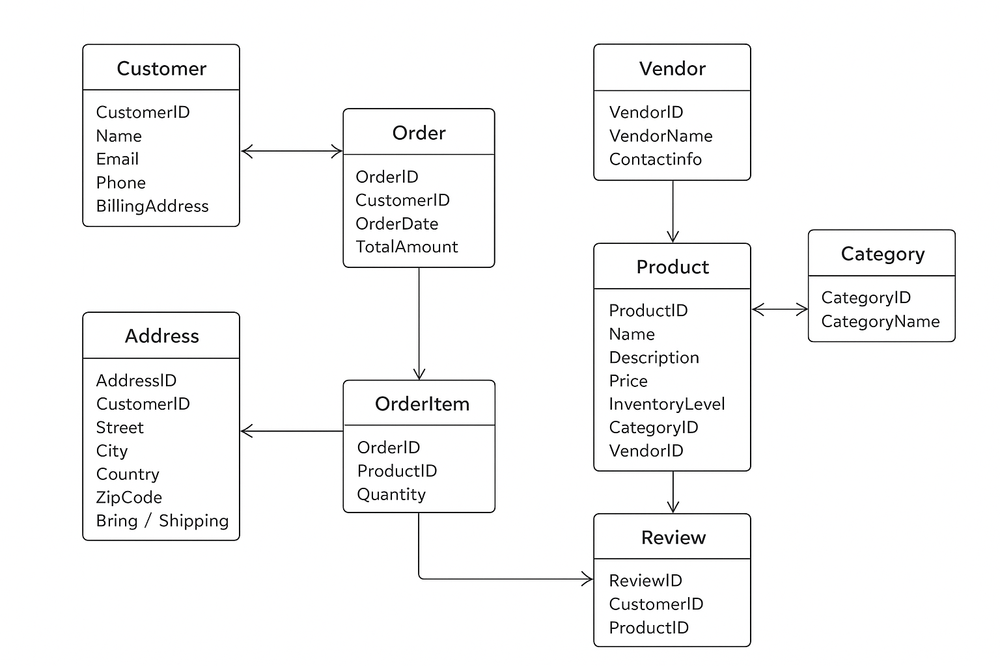 Customer
CustomerID
Name
Email
Phone
BillingAddress
Order
OrderID
CustomerID
OrderDate
TotalAmount
Vendor
VendorID
VendorName
Contactinfo
Product
ProductID
Name
Description
Price
InventoryLevel
CategoryID
VendorID
Category
CategoryID
CategoryName
Address
AddressID
CustomerID
Street
City
Country
ZipCode
Bring / Shipping
OrderItem
OrderID
ProductID
Quantity
Review
ReviewID
CustomerID
ProductID